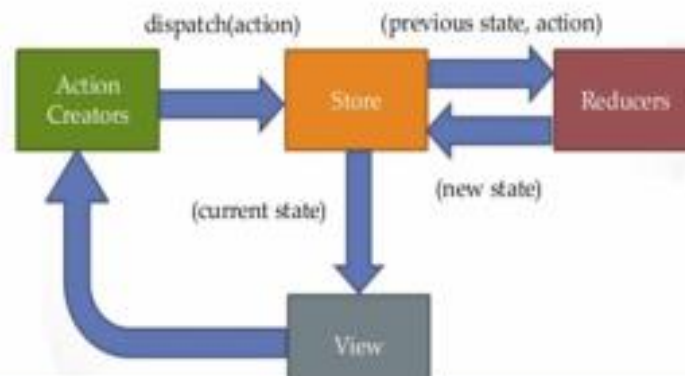 dispatch(action)
(previous state, action)
Action
Creators
Store
Reducers
(current state)
(new state)
View